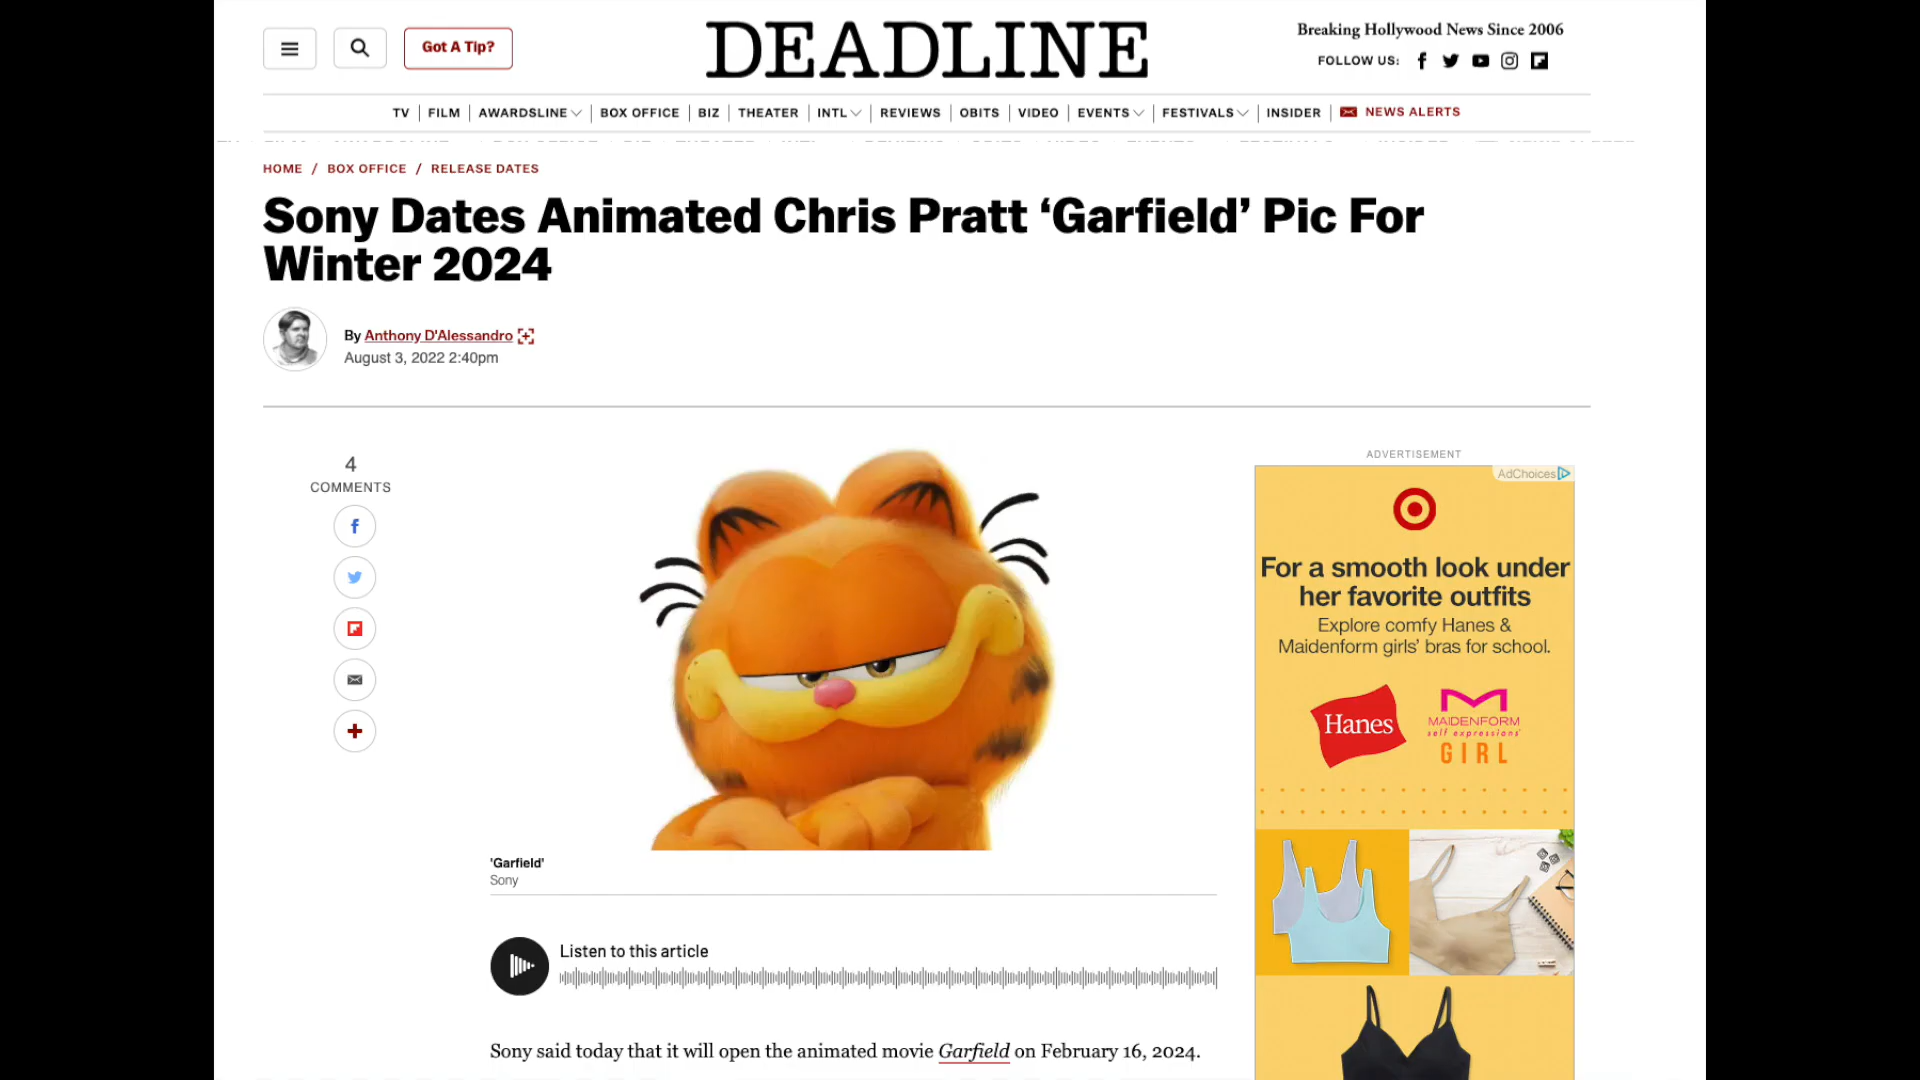 Got A Tip?
DEADLINE
Breaking Hollywood News Since 2006
FOLLOW US:
TV FILM AWARDSLINE BOX OFFICE BIZ THEATER INTL REVIEWS OBITS VIDEO EVENTS FESTIVALS INSIDER NEWS ALERTS
HOME / BOX OFFICE / RELEASE DATES
Sony Dates Animated Chris Pratt ‘Garfield’ Pic For
Winter 2024
By Anthony D'Alessandro
August 3, 2022 2:40pm
4
COMMENTS
'Garfield'
Sony
Listen to this article
Sony said today that it will open the animated movie Garfield on February 16, 2024.
ADVERTISEMENT
AdChoices
For a smooth look under
her favorite outfits
Explore comfy Hanes &
Maidenform girls’ bras for school.
Hanes
MAIDENFORM
self expressions
GIRL